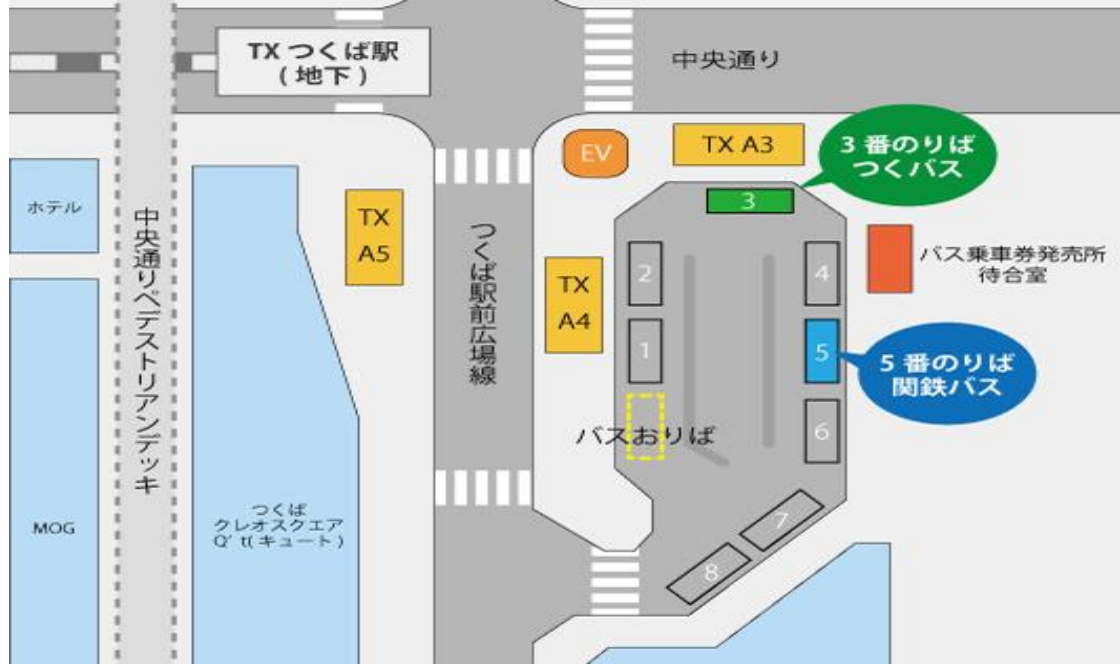 TX つくば駅
( 地下 )
中央通り
EV
TX A3
3 番のりば
つくバス
3
ホテル
中央通りペデストリアンデッキ
TX
A5
つくば駅前広場線
TX
A4
2
4
バス乗車券発売所
待合室
1
5
5 番のりば
関鉄バス
6
バスおりば
MOG
つくば
クレオスクエア
Q' t( キュート )
7
8